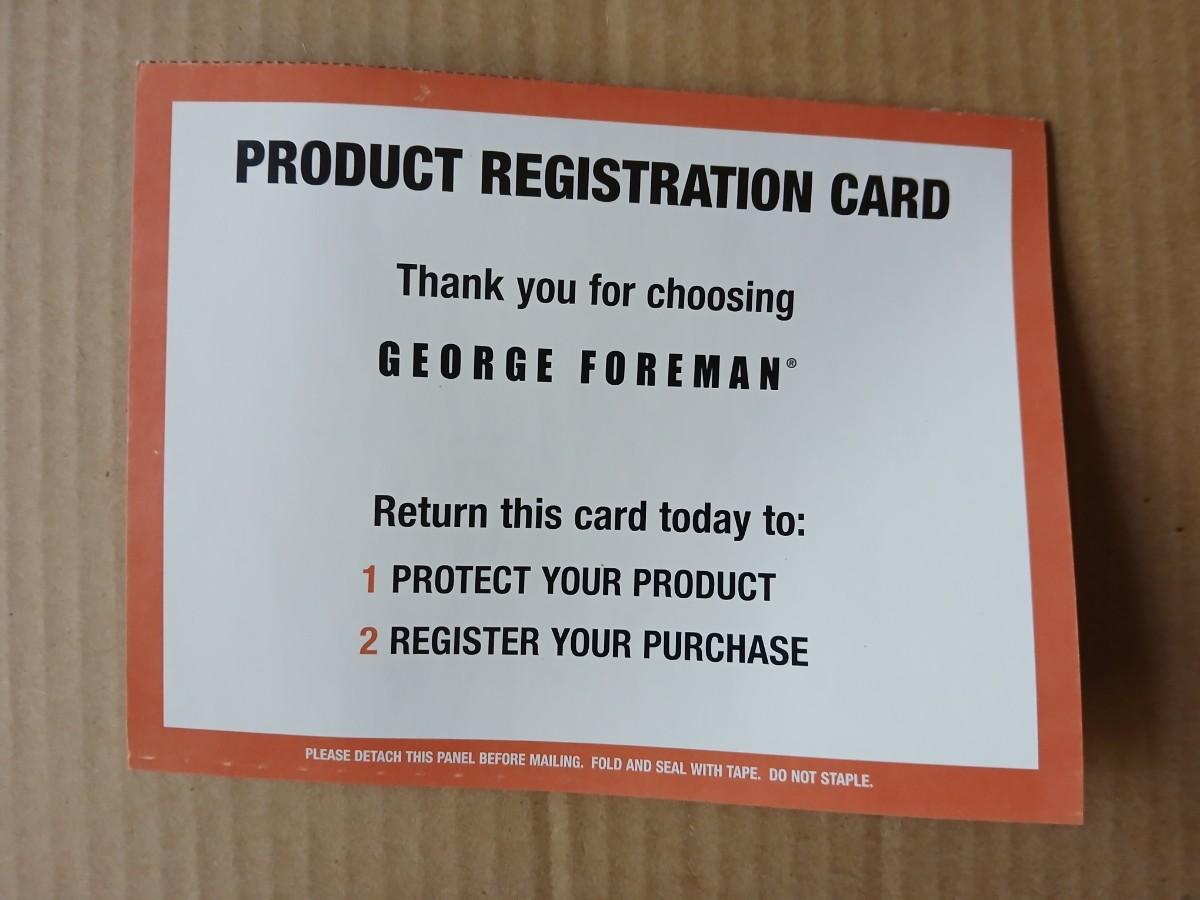 PRODUCT REGISTRATION CARD
Thank you for choosing
GEORGE FOREMAN®
Return this card today to:
1 PROTECT YOUR PRODUCT
2 REGISTER YOUR PURCHASE
PLEASE DETACH THIS PANEL BEFORE MAILING. FOLD AND SEAL WITH TAPE. DO NOT STAPLE.